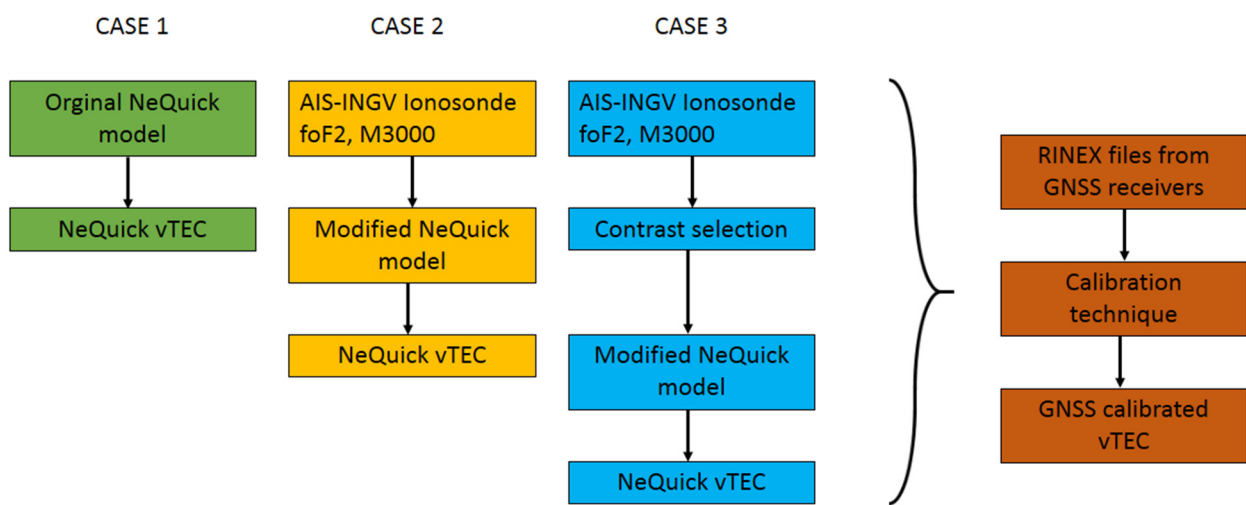 CASE 1
CASE 2
CASE 3
Orginal NeQuick
model
NeQuick vTEC
AIS-INGV Ionosonde
foF2, M3000
Modified NeQuick
model
NeQuick vTEC
AIS-INGV Ionosonde
foF2, M3000
Contrast selection
Modified NeQuick
model
NeQuick vTEC
RINEX files from
GNSS receivers
Calibration
technique
GNSS calibrated
vTEC